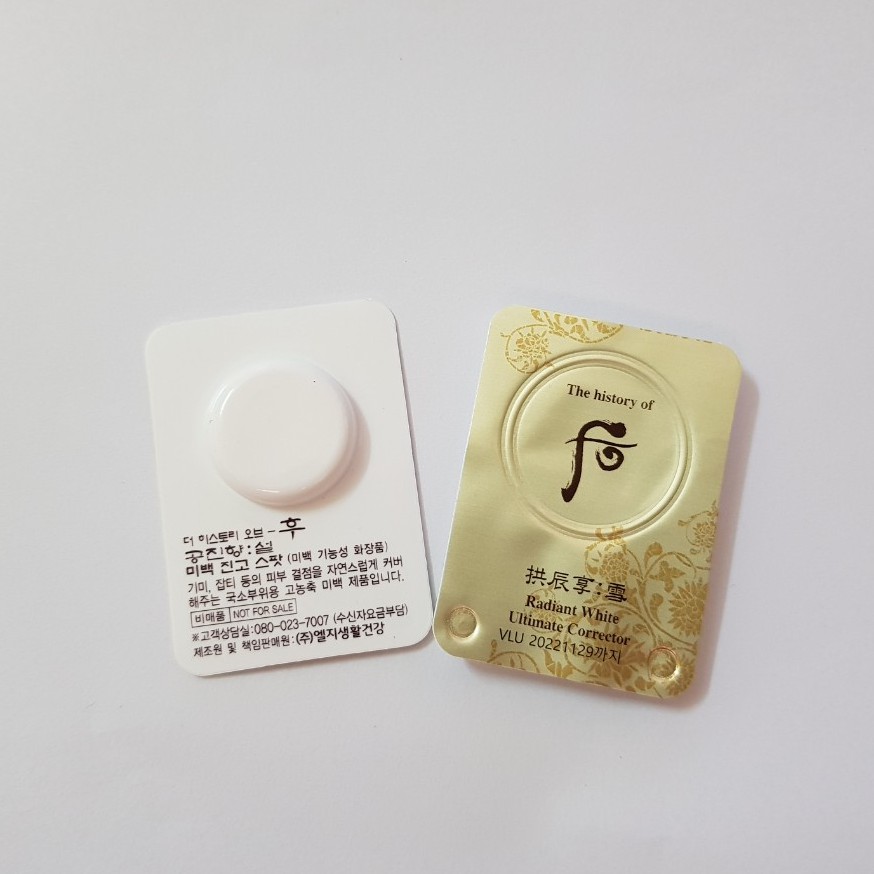 더 히스토리 오브 - 후
공진향 : 설
미백 진고 스팟 (미백 기능성 화장품)
기미, 잡티 등의 피부 결점을 자연스럽게 커버
해주는 국소부위용 고농축 미백 제품입니다.
비매품 NOT FOR SALE
※고객상담실:080-023-7007 (수신자요금부담)
제조원 및 책임판매원:(주)엘지생활건강
The history of
후
拱辰享:雪
Radiant White
Ultimate Corrector
VLU 20221129까지